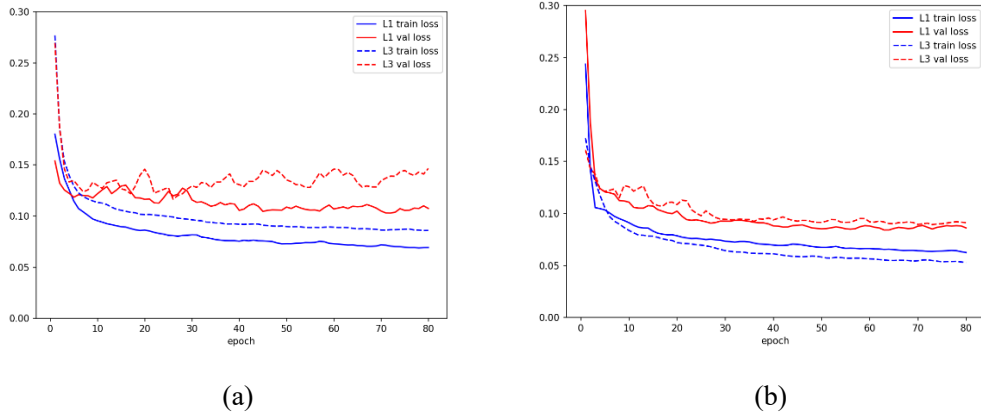 0.30
0.25
0.20
0.15
0.10
0.05
0.00
0 10 20 30 40 50 60 70 80
epoch
L1 train loss
L1 val loss
L3 train loss
L3 val loss
(a)
0.30
0.25
0.20
0.15
0.10
0.05
0.00
0 10 20 30 40 50 60 70 80
epoch
L1 train loss
L1 val loss
L3 train loss
L3 val loss
(b)